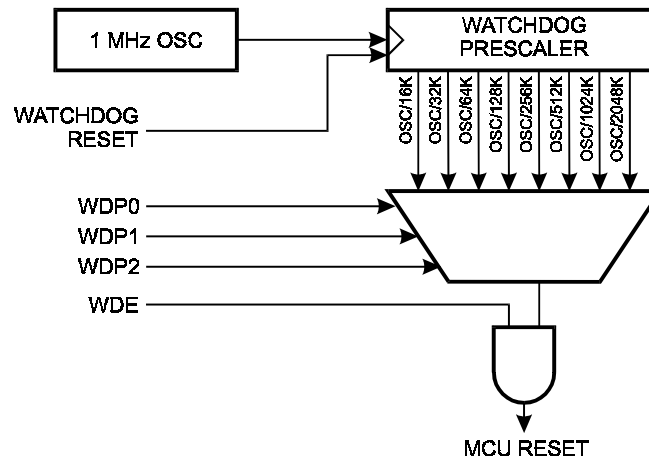 1 MHz OSC
WATCHDOG
PRESCALER
WATCHDOG
RESET
OSC/16K
OSC/32K
OSC/64K
OSC/128K
OSC/256K
OSC/512K
OSC/1024K
OSC/2048K
WDP0
WDP1
WDP2
WDE
MCU RESET